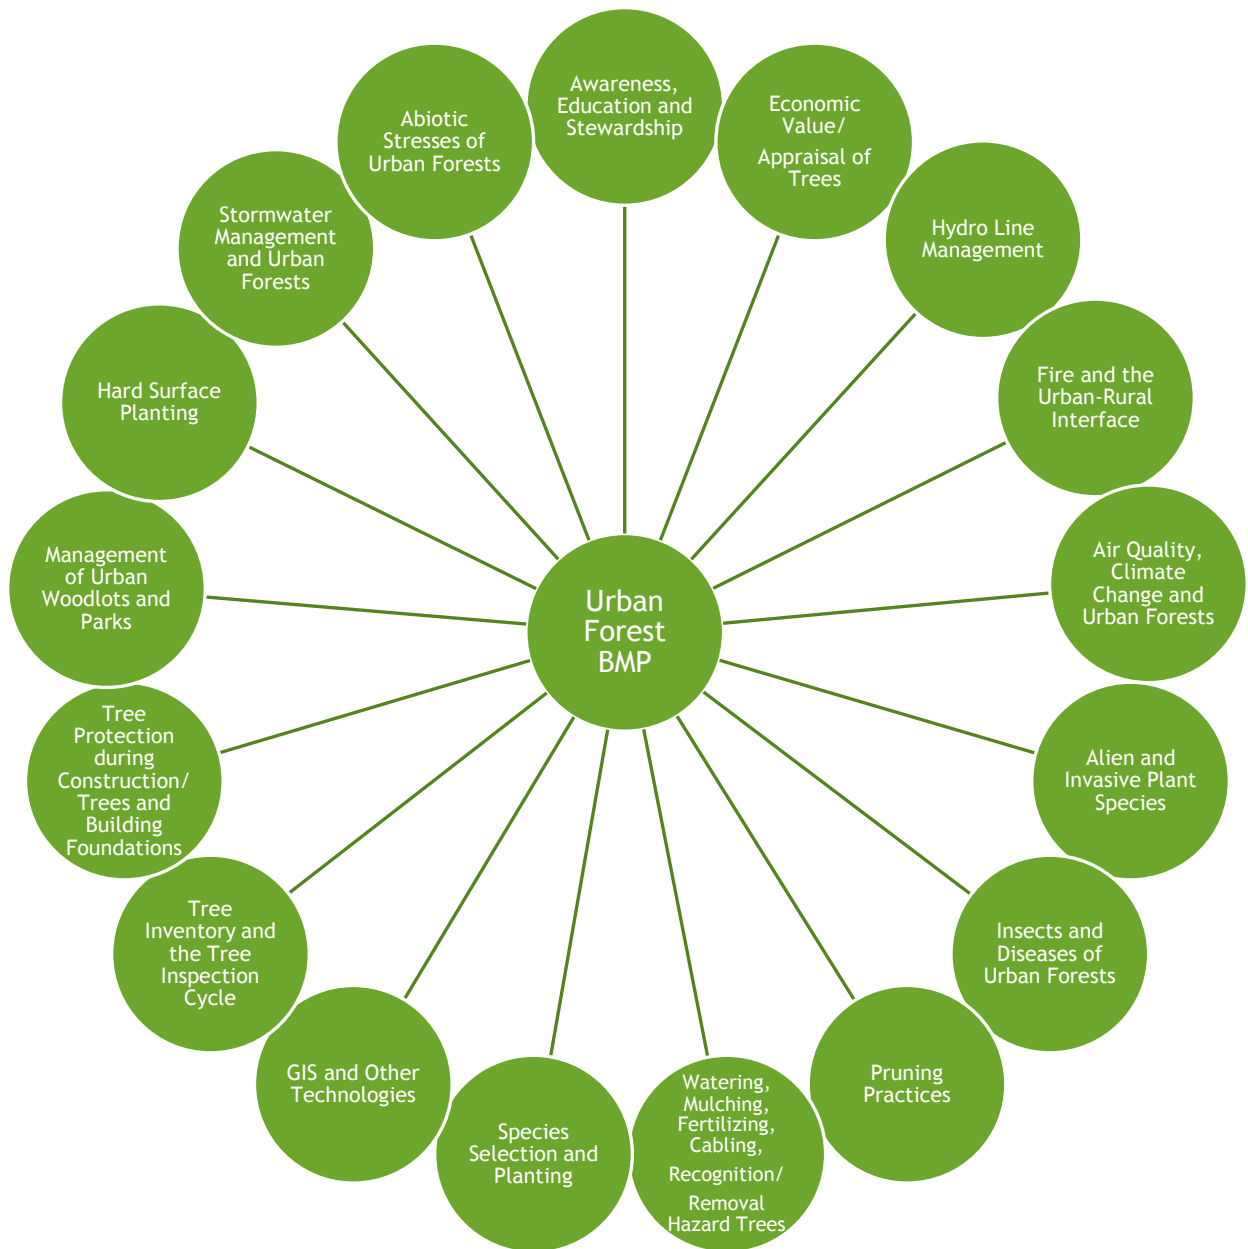 Awareness,
Education and
Stewardship
Economic
Value/
Appraisal of
Trees
Hydro Line
Management
Fire and the
Urban-Rural
Interface
Air Quality,
Climate
Change and
Urban Forests
Alien and
Invasive Plant
Species
Insects and
Diseases of
Urban Forests
Pruning
Practices
Watering,
Mulching,
Fertilizing,
Cabling,
Recognition/
Removal
Hazard Trees
Species
Selection and
Planting
GIS and Other
Technologies
Tree
Inventory and
the Tree
Inspection
Cycle
Tree
Protection
during
Construction/
Trees and
Building
Foundations
Management
of Urban
Woodlots and
Parks
Hard Surface
Planting
Stormwater
Management
and Urban
Forests
Abiotic
Stresses of
Urban Forests
Urban
Forest
BMP